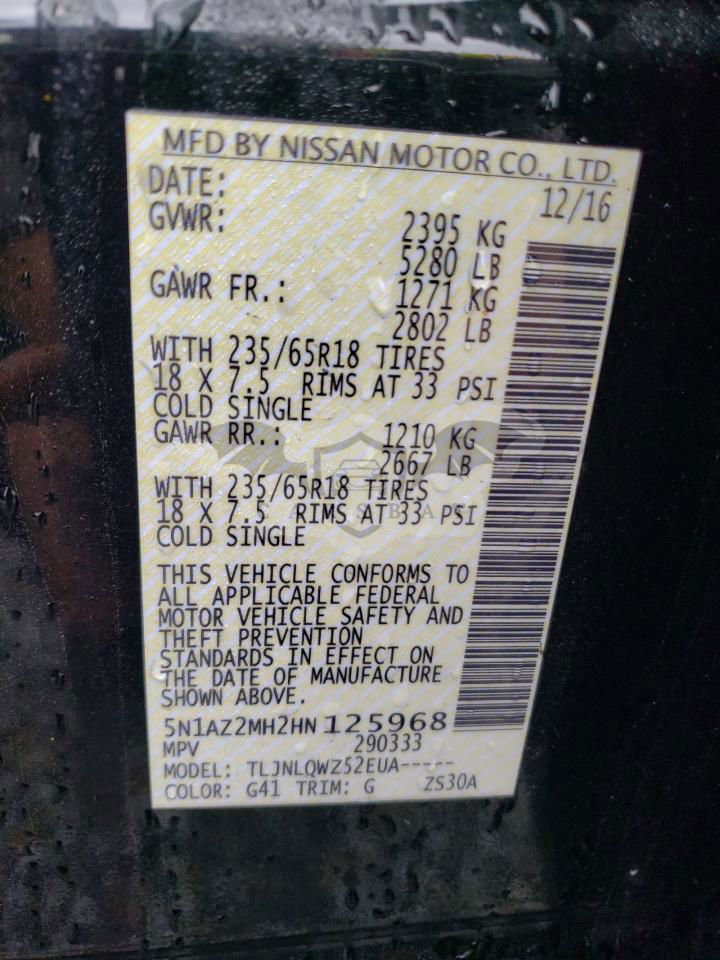 MFD BY NISSAN MOTOR CO., LTD.
DATE: 12/16
GVWR: 2395 KG
5280 LB
GAWR FR.: 1271 KG
2802 LB
WITH 235/65R18 TIRES
18 X 7.5 RIMS AT 33 PSI
COLD SINGLE
GAWR RR.: 1210 KG
2667 LB
WITH 235/65R18 TIRES
18 X 7.5 RIMS AT 33 PSI
COLD SINGLE
THIS VEHICLE CONFORMS TO
ALL APPLICABLE FEDERAL
MOTOR VEHICLE SAFETY AND
THEFT PREVENTION
STANDARDS IN EFFECT ON
THE DATE OF MANUFACTURE
SHOWN ABOVE.
5N1AZ2MH2HN125968
MPV 290333
MODEL: TLJNLQWZ52EUA-----
COLOR: G41 TRIM: G ZS30A